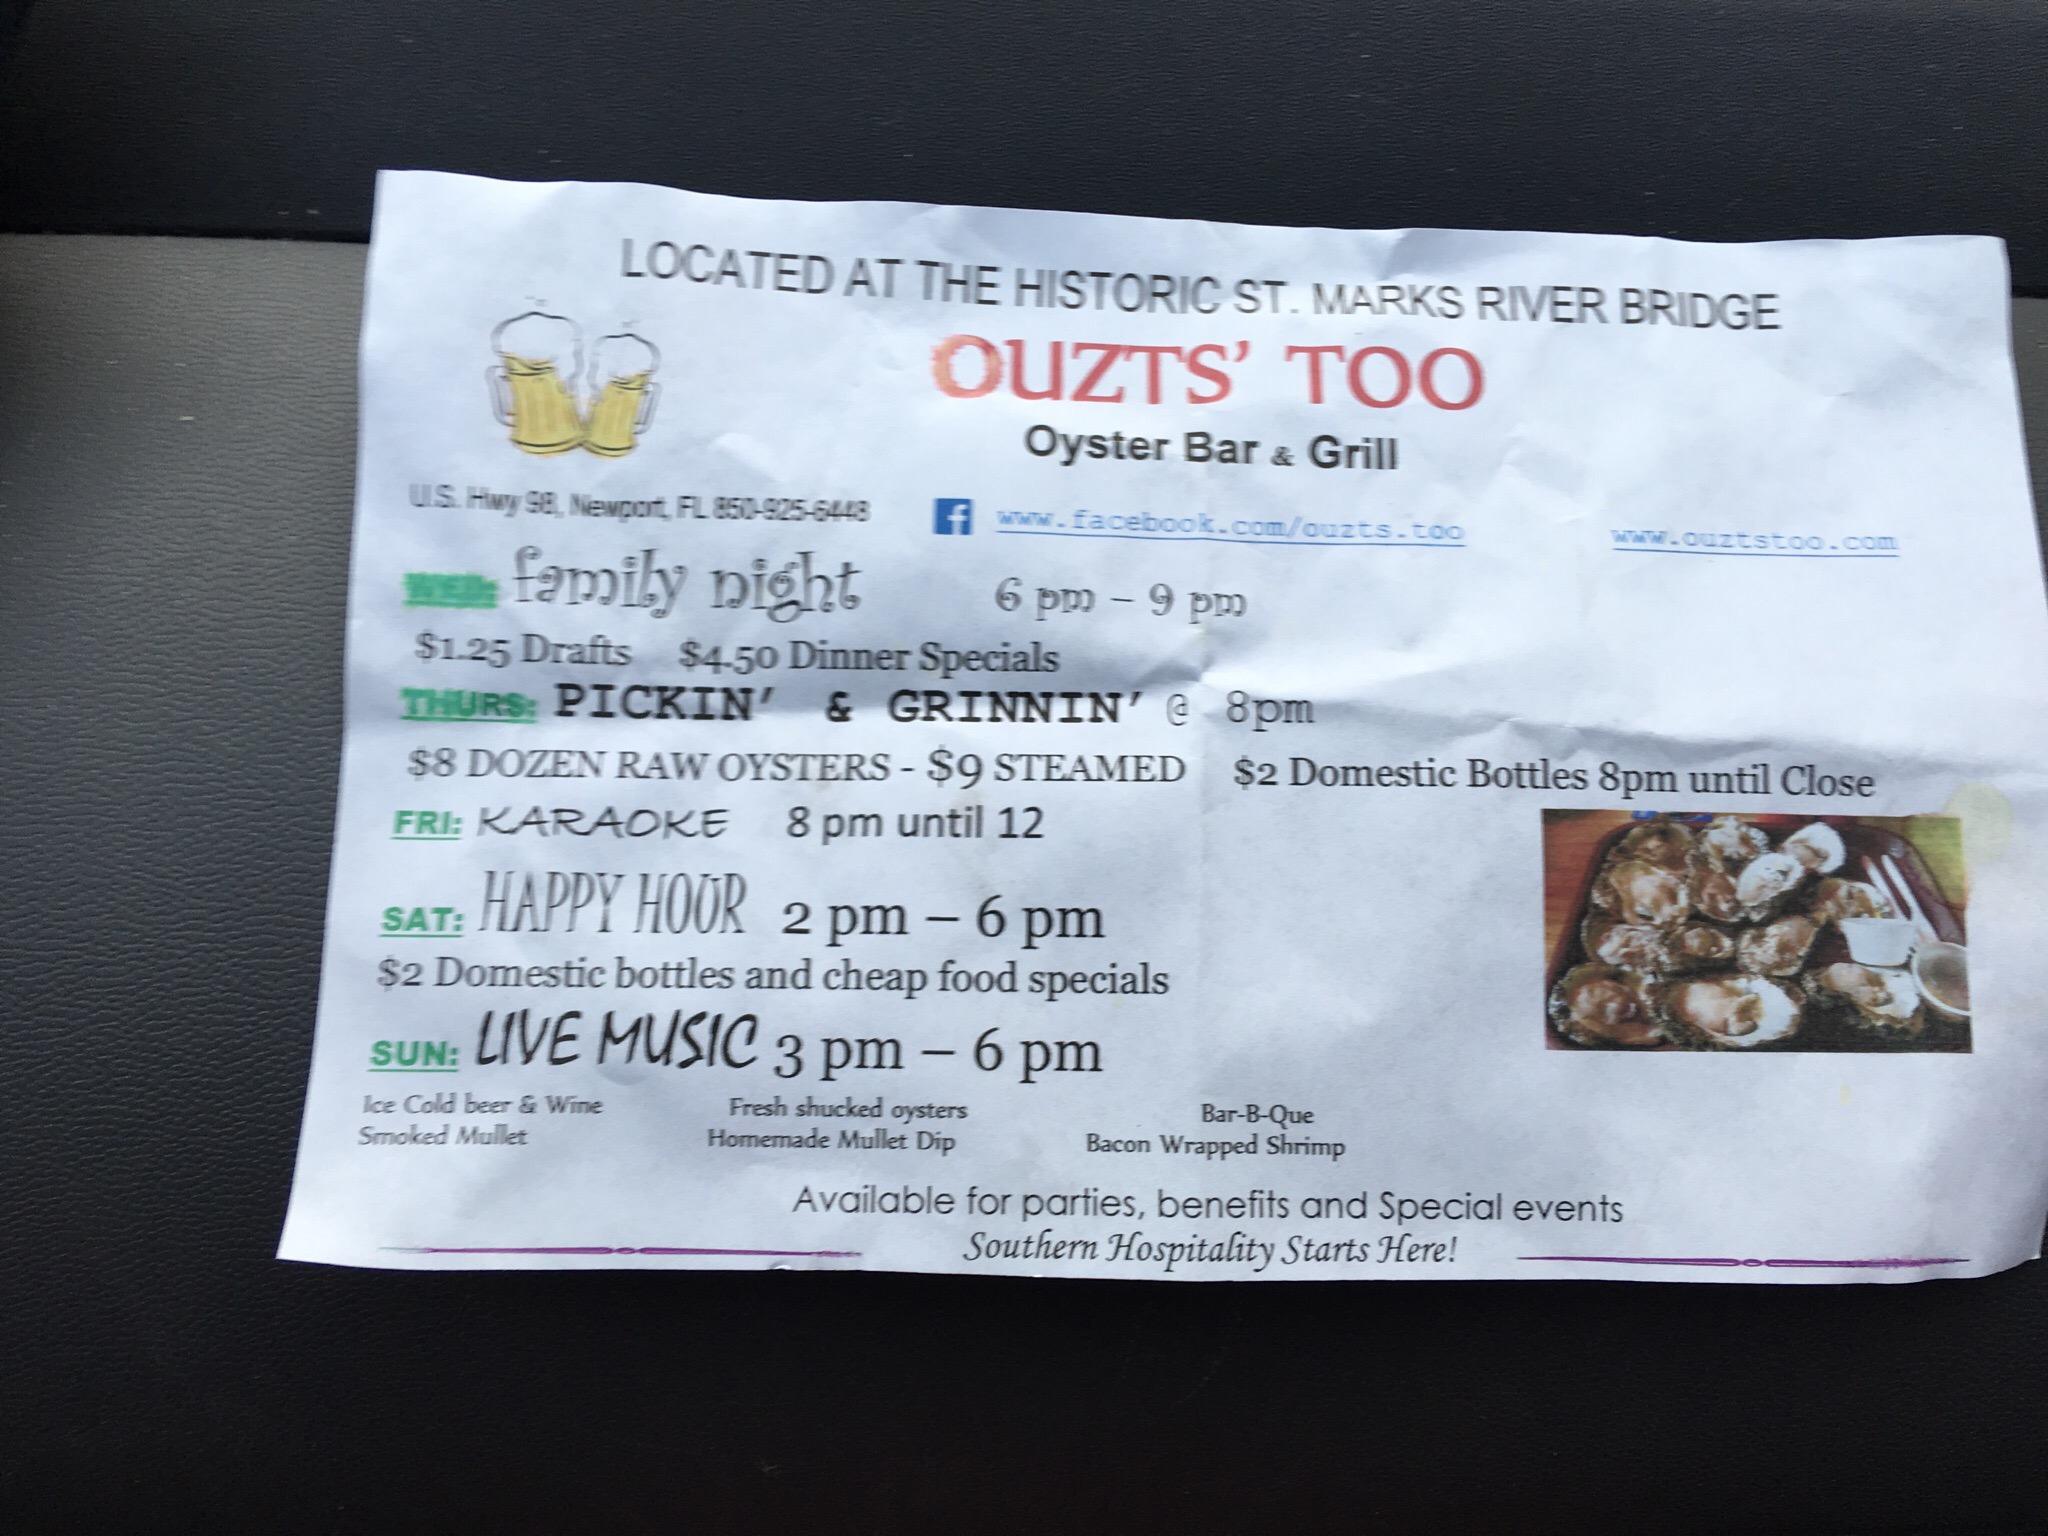 LOCATED AT THE HISTORIC ST. MARKS RIVER BRIDGE
OUZTS' TOO
Oyster Bar & Grill
U.S. Hwy 98, Newport, FL 850-925-6448 f www.facebook.com/ouzts.too www.ouztstoo.com
WED: family night 6 pm – 9 pm
$1.25 Drafts $4.50 Dinner Specials
THURS: PICKIN' & GRINNIN' @ 8pm
$8 DOZEN RAW OYSTERS - $9 STEAMED $2 Domestic Bottles 8pm until Close
FRI: KARAOKE 8 pm until 12
SAT: HAPPY HOUR 2 pm – 6 pm
$2 Domestic bottles and cheap food specials
SUN: LIVE MUSIC 3 pm – 6 pm
Ice Cold beer & Wine Fresh shucked oysters Bar-B-Que
Smoked Mullet Homemade Mullet Dip Bacon Wrapped Shrimp
Available for parties, benefits and Special events
Southern Hospitality Starts Here!